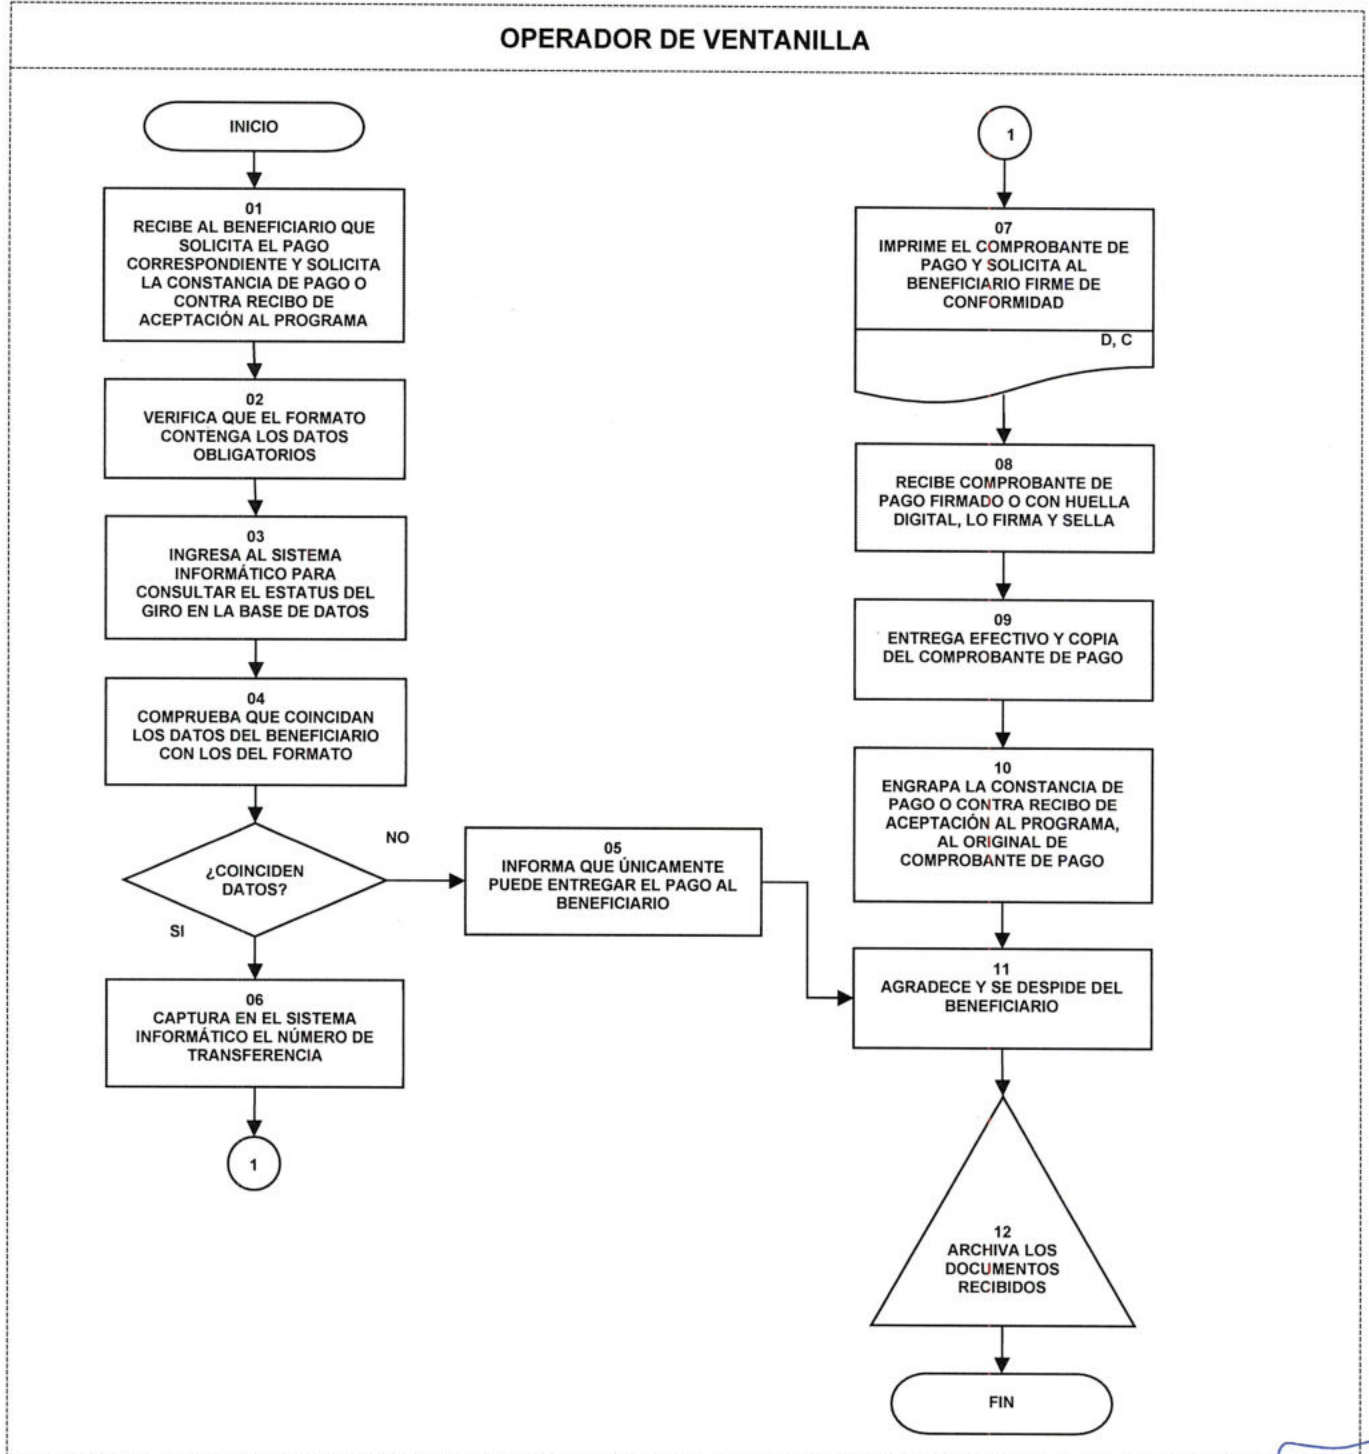 OPERADOR DE VENTANILLA
INICIO
01
RECIBE AL BENEFICIARIO QUE
SOLICITA EL PAGO
CORRESPONDIENTE Y SOLICITA
LA CONSTANCIA DE PAGO O
CONTRA RECIBO DE
ACEPTACIÓN AL PROGRAMA
02
VERIFICA QUE EL FORMATO
CONTENGA LOS DATOS
OBLIGATORIOS
03
INGRESA AL SISTEMA
INFORMÁTICO PARA
CONSULTAR EL ESTATUS DEL
GIRO EN LA BASE DE DATOS
04
COMPRUEBA QUE COINCIDAN
LOS DATOS DEL BENEFICIARIO
CON LOS DEL FORMATO
¿COINCIDEN
DATOS?
NO
SI
05
INFORMA QUE ÚNICAMENTE
PUEDE ENTREGAR EL PAGO AL
BENEFICIARIO
06
CAPTURA EN EL SISTEMA
INFORMÁTICO EL NÚMERO DE
TRANSFERENCIA
1
1
07
IMPRIME EL COMPROBANTE DE
PAGO Y SOLICITA AL
BENEFICIARIO FIRME DE
CONFORMIDAD
D, C
08
RECIBE COMPROBANTE DE
PAGO FIRMADO O CON HUELLA
DIGITAL, LO FIRMA Y SELLA
09
ENTREGA EFECTIVO Y COPIA
DEL COMPROBANTE DE PAGO
10
ENGRAPA LA CONSTANCIA DE
PAGO O CONTRA RECIBO DE
ACEPTACIÓN AL PROGRAMA,
AL ORIGINAL DE
COMPROBANTE DE PAGO
11
AGRADECE Y SE DESPIDE DEL
BENEFICIARIO
12
ARCHIVA LOS
DOCUMENTOS
RECIBIDOS
FIN